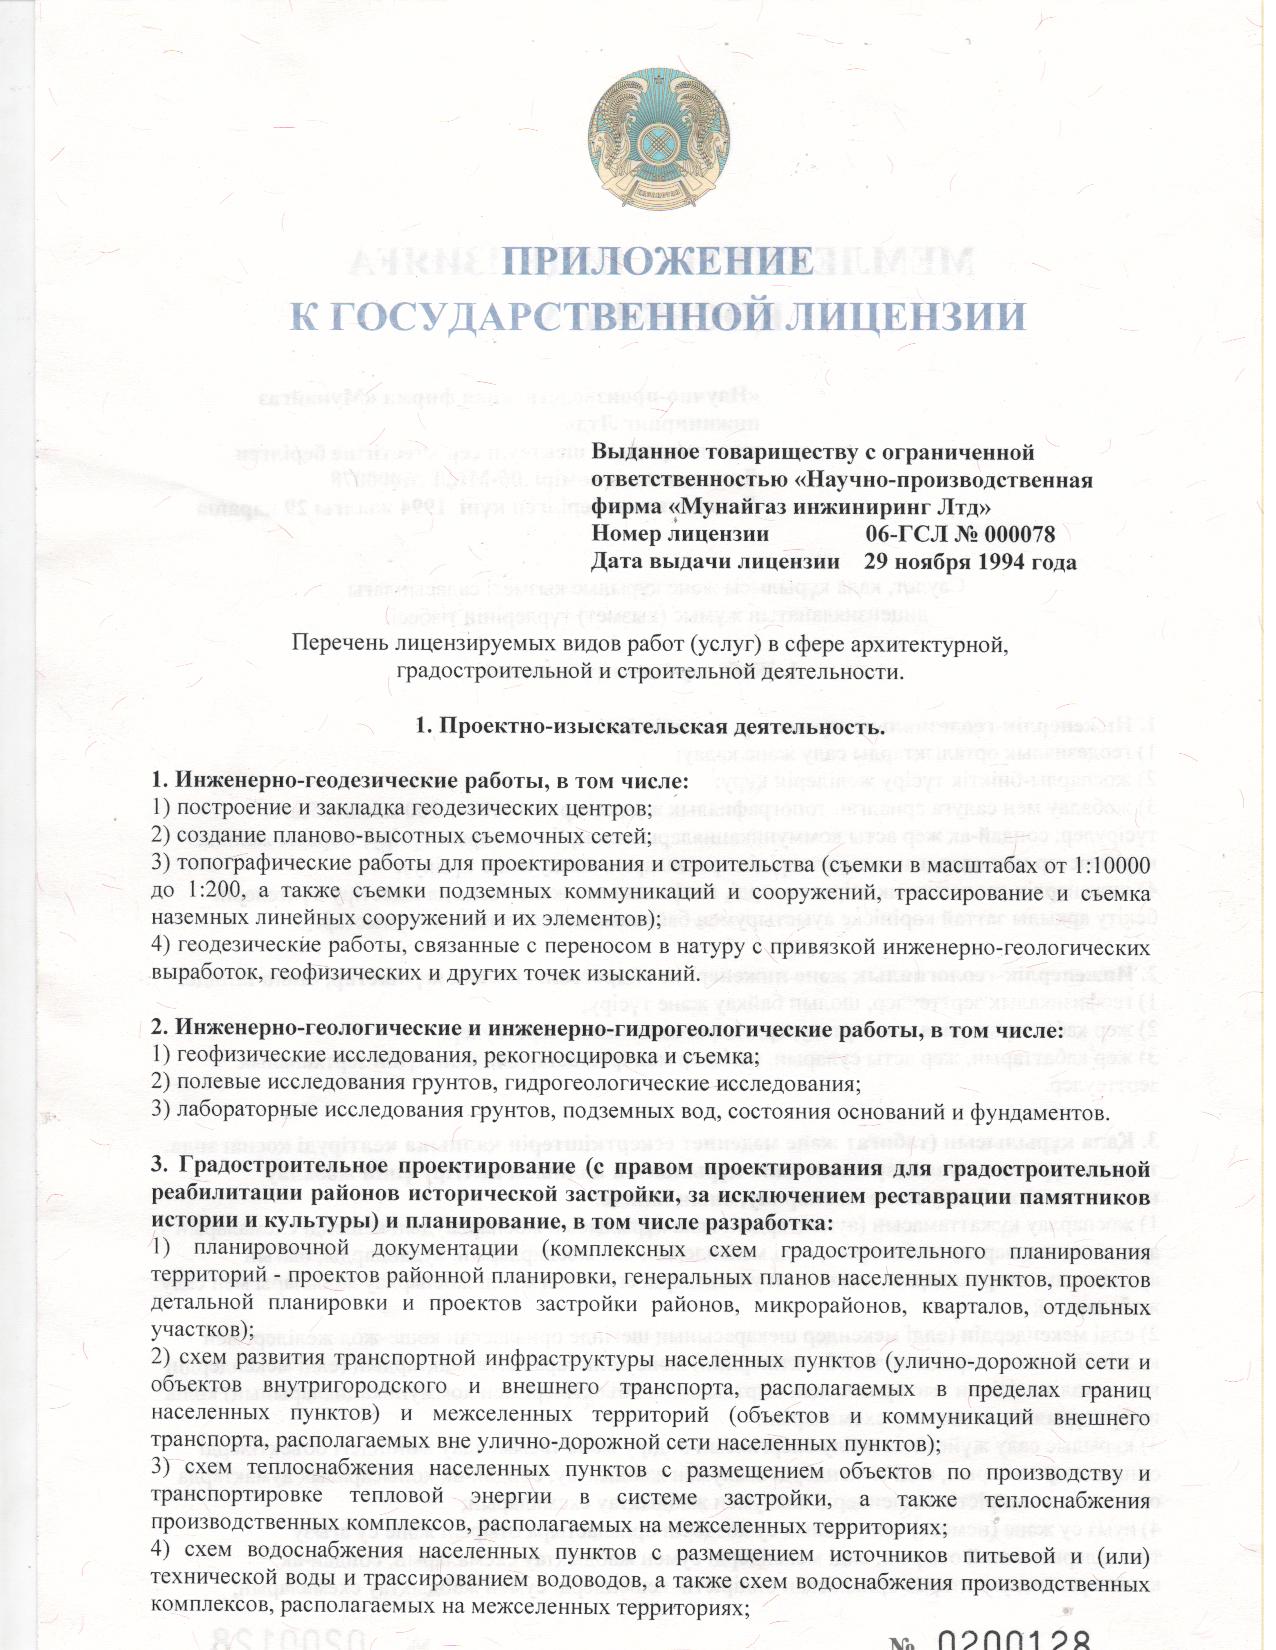 ПРИЛОЖЕНИЕ
К ГОСУДАРСТВЕННОЙ ЛИЦЕНЗИИ
Выданное товариществу с ограниченной
ответственностью «Научно-производственная
фирма «Мунайгаз инжиниринг Лтд»
Номер лицензии 06-ГСЛ № 000078
Дата выдачи лицензии 29 ноября 1994 года
Перечень лицензируемых видов работ (услуг) в сфере архитектурной,
градостроительной и строительной деятельности.
1. Проектно-изыскательская деятельность.
1. Инженерно-геодезические работы, в том числе:
1) построение и закладка геодезических центров;
2) создание планово-высотных съемочных сетей;
3) топографические работы для проектирования и строительства (съемки в масштабах от 1:10000
до 1:200, а также съемки подземных коммуникаций и сооружений, трассирование и съемка
наземных линейных сооружений и их элементов);
4) геодезические работы, связанные с переносом в натуру с привязкой инженерно-геологических
выработок, геофизических и других точек изысканий.
2. Инженерно-геологические и инженерно-гидрогеологические работы, в том числе:
1) геофизические исследования, рекогносцировка и съемка;
2) полевые исследования грунтов, гидрогеологические исследования;
3) лабораторные исследования грунтов, подземных вод, состояния оснований и фундаментов.
3. Градостроительное проектирование (с правом проектирования для градостроительной
реабилитации районов исторической застройки, за исключением реставрации памятников
истории и культуры) и планирование, в том числе разработка:
1) планировочной документации (комплексных схем градостроительного планирования
территорий - проектов районной планировки, генеральных планов населенных пунктов, проектов
детальной планировки и проектов застройки районов, микрорайонов, кварталов, отдельных
участков);
2) схем развития транспортной инфраструктуры населенных пунктов (улично-дорожной сети и
объектов внутригородского и внешнего транспорта, располагаемых в пределах границ
населенных пунктов) и межселенных территорий (объектов и коммуникаций внешнего
транспорта, располагаемых вне улично-дорожной сети населенных пунктов);
3) схем теплоснабжения населенных пунктов с размещением объектов по производству и
транспортировке тепловой энергии в системе застройки, а также теплоснабжения
производственных комплексов, располагаемых на межселенных территориях;
4) схем водоснабжения населенных пунктов с размещением источников питьевой и (или)
технической воды и трассированием водоводов, а также схем водоснабжения производственных
комплексов, располагаемых на межселенных территориях;
№ 0200128